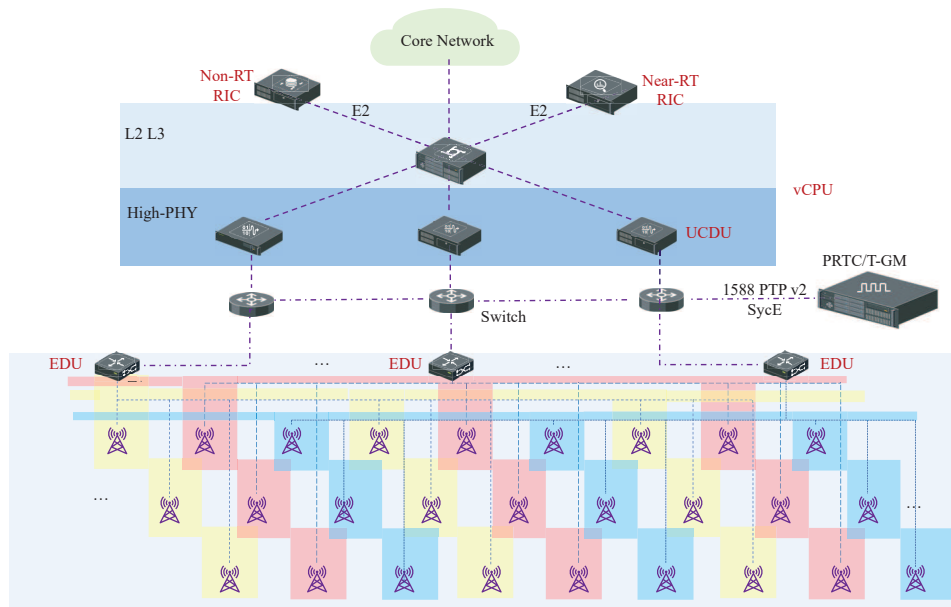 Core Network
Non-RT
RIC
Near-RT
RIC
E2
E2
L2 L3
vCPU
High-PHY
UCDU
PRTC/T-GM
1588 PTP v2
SycE
Switch
EDU
...
EDU
...
EDU
...
...